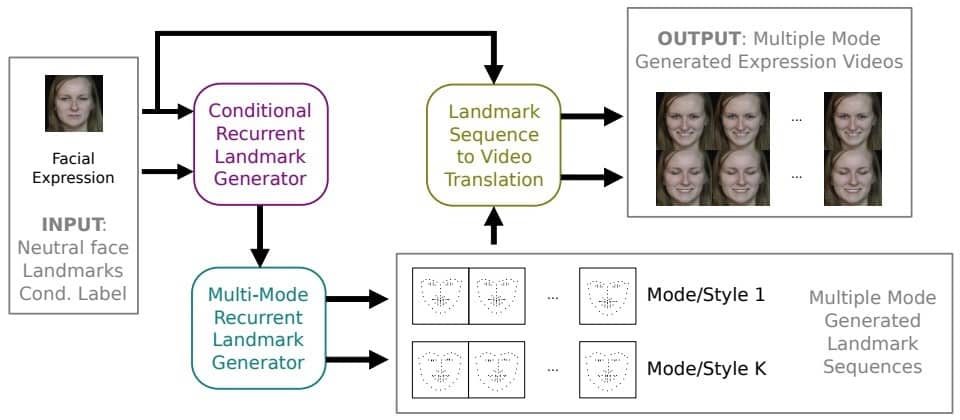 Facial
Expression
INPUT:
Neutral face
Landmarks
Cond. Label
Conditional
Recurrent
Landmark
Generator
Multi-Mode
Recurrent
Landmark
Generator
Landmark
Sequence
to Video
Translation
OUTPUT: Multiple Mode
Generated Expression Videos
...
...
... Mode/Style 1
... Mode/Style K
Multiple Mode
Generated
Landmark
Sequences